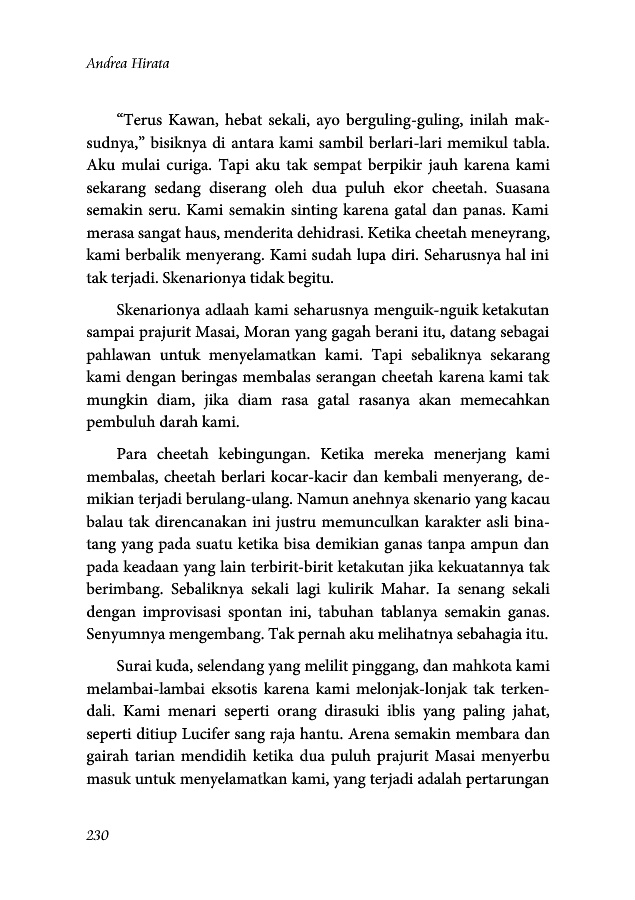 Andrea Hirata
“Terus Kawan, hebat sekali, ayo berguling-guling, inilah mak-
sudnya,” bisiknya di antara kami sambil berlari-lari memikul tabla.
Aku mulai curiga. Tapi aku tak sempat berpikir jauh karena kami
sekarang sedang diserang oleh dua puluh ekor cheetah. Suasana
semakin seru. Kami semakin sinting karena gatal dan panas. Kami
merasa sangat haus, menderita dehidrasi. Ketika cheetah meneyrang,
kami berbalik menyerang. Kami sudah lupa diri. Seharusnya hal ini
tak terjadi. Skenarionya tidak begitu.
Skenarionya adlaah kami seharusnya menguik-nguik ketakutan
sampai prajurit Masai, Moran yang gagah berani itu, datang sebagai
pahlawan untuk menyelamatkan kami. Tapi sebaliknya sekarang
kami dengan beringas membalas serangan cheetah karena kami tak
mungkin diam, jika diam rasa gatal rasanya akan memecahkan
pembuluh darah kami.
Para cheetah kebingungan. Ketika mereka menerjang kami
membalas, cheetah berlari kocar-kacir dan kembali menyerang, de-
mikian terjadi berulang-ulang. Namun anehnya skenario yang kacau
balau tak direncanakan ini justru memunculkan karakter asli bina-
tang yang pada suatu ketika bisa demikian ganas tanpa ampun dan
pada keadaan yang lain terbirit-birit ketakutan jika kekuatannya tak
berimbang. Sebaliknya sekali lagi kulirik Mahar. Ia senang sekali
dengan improvisasi spontan ini, tabuhan tablanya semakin ganas.
Senyumnya mengembang. Tak pernah aku melihatnya sebahagia itu.
Surai kuda, selendang yang melilit pinggang, dan mahkota kami
melambai-lambai eksotis karena kami melonjak-lonjak tak terken-
dali. Kami menari seperti orang dirasuki iblis yang paling jahat,
seperti ditiup Lucifer sang raja hantu. Arena semakin membara dan
gairah tarian mendidih ketika dua puluh prajurit Masai menyerbu
masuk untuk menyelamatkan kami, yang terjadi adalah pertarungan
230